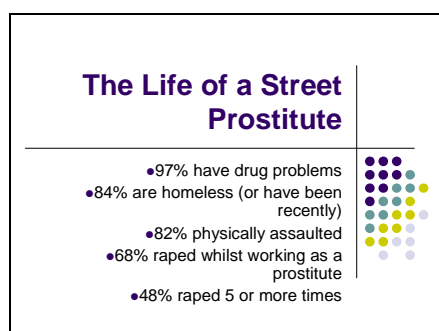 The Life of a Street
Prostitute
●97% have drug problems
●84% are homeless (or have been
recently)
●82% physically assaulted
●68% raped whilst working as a
prostitute
●48% raped 5 or more times